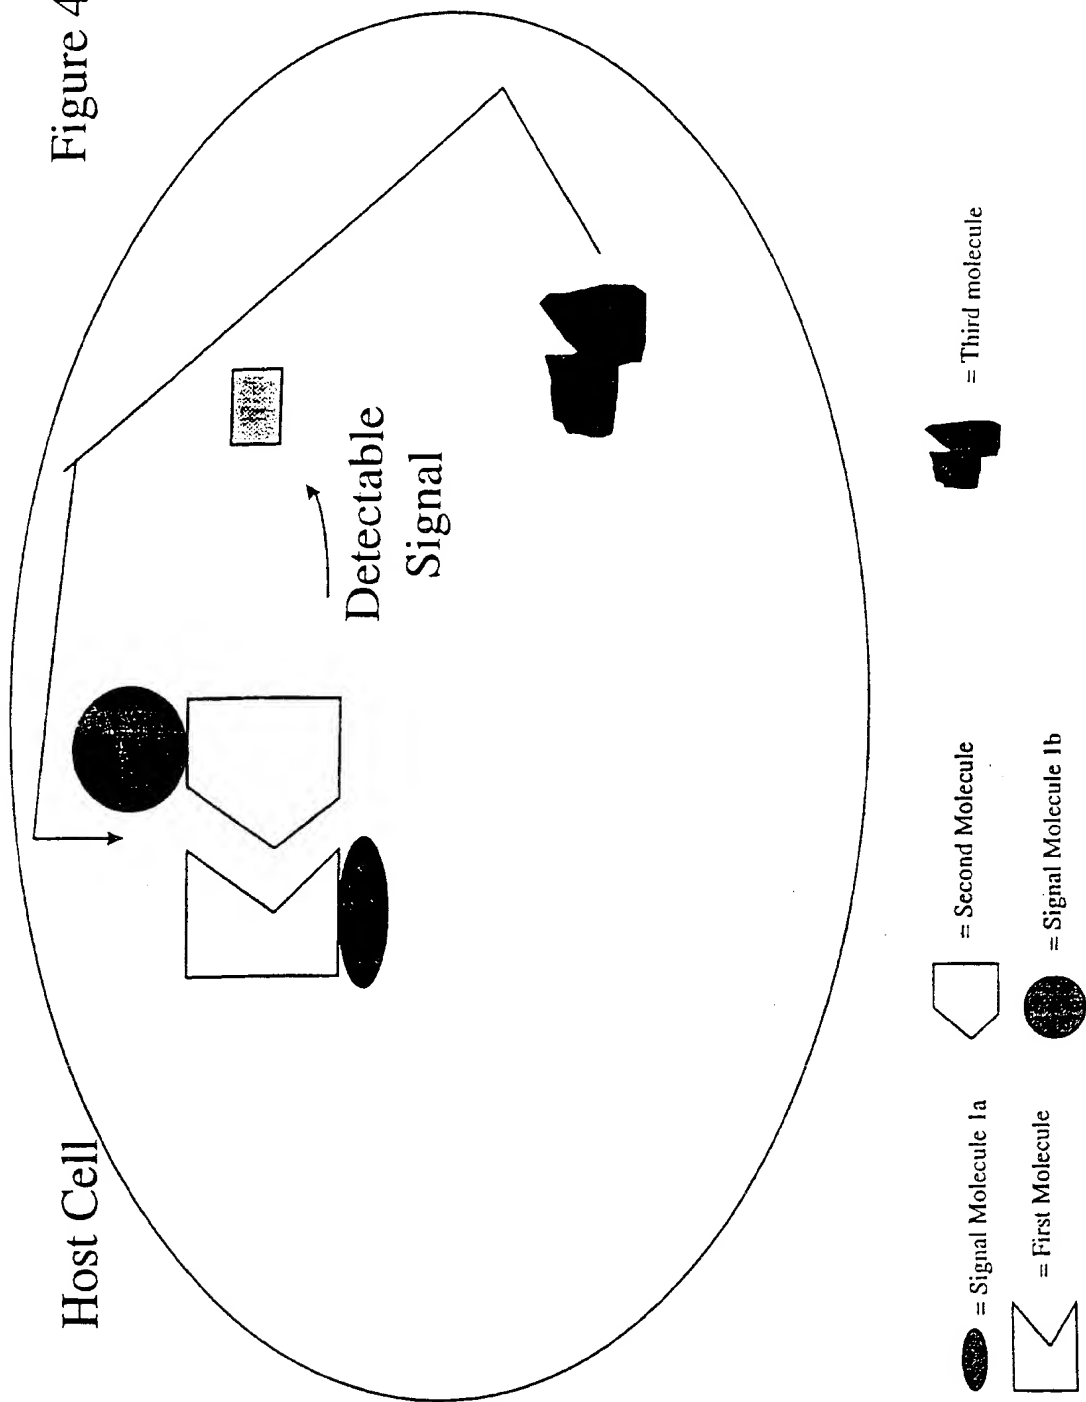 Figure 4
Host Cell
Detectable
Signal
= Signal Molecule 1a
= Second Molecule
= Third molecule
= First Molecule
= Signal Molecule 1b